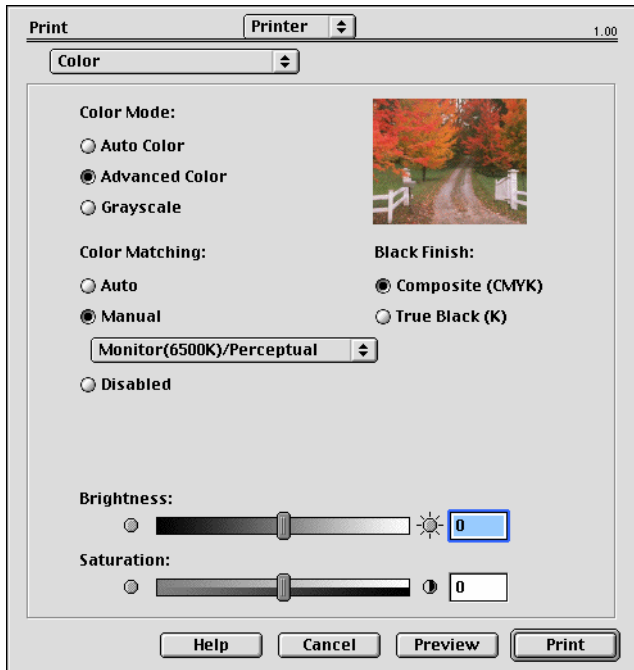 Print Printer 1.00
Color
Color Mode:
Auto Color
Advanced Color
Grayscale
Color Matching: Black Finish:
Auto Composite (CMYK)
Manual True Black (K)
Monitor(6500K)/Perceptual
Disabled
Brightness:
0
Saturation:
0
Help Cancel Preview Print